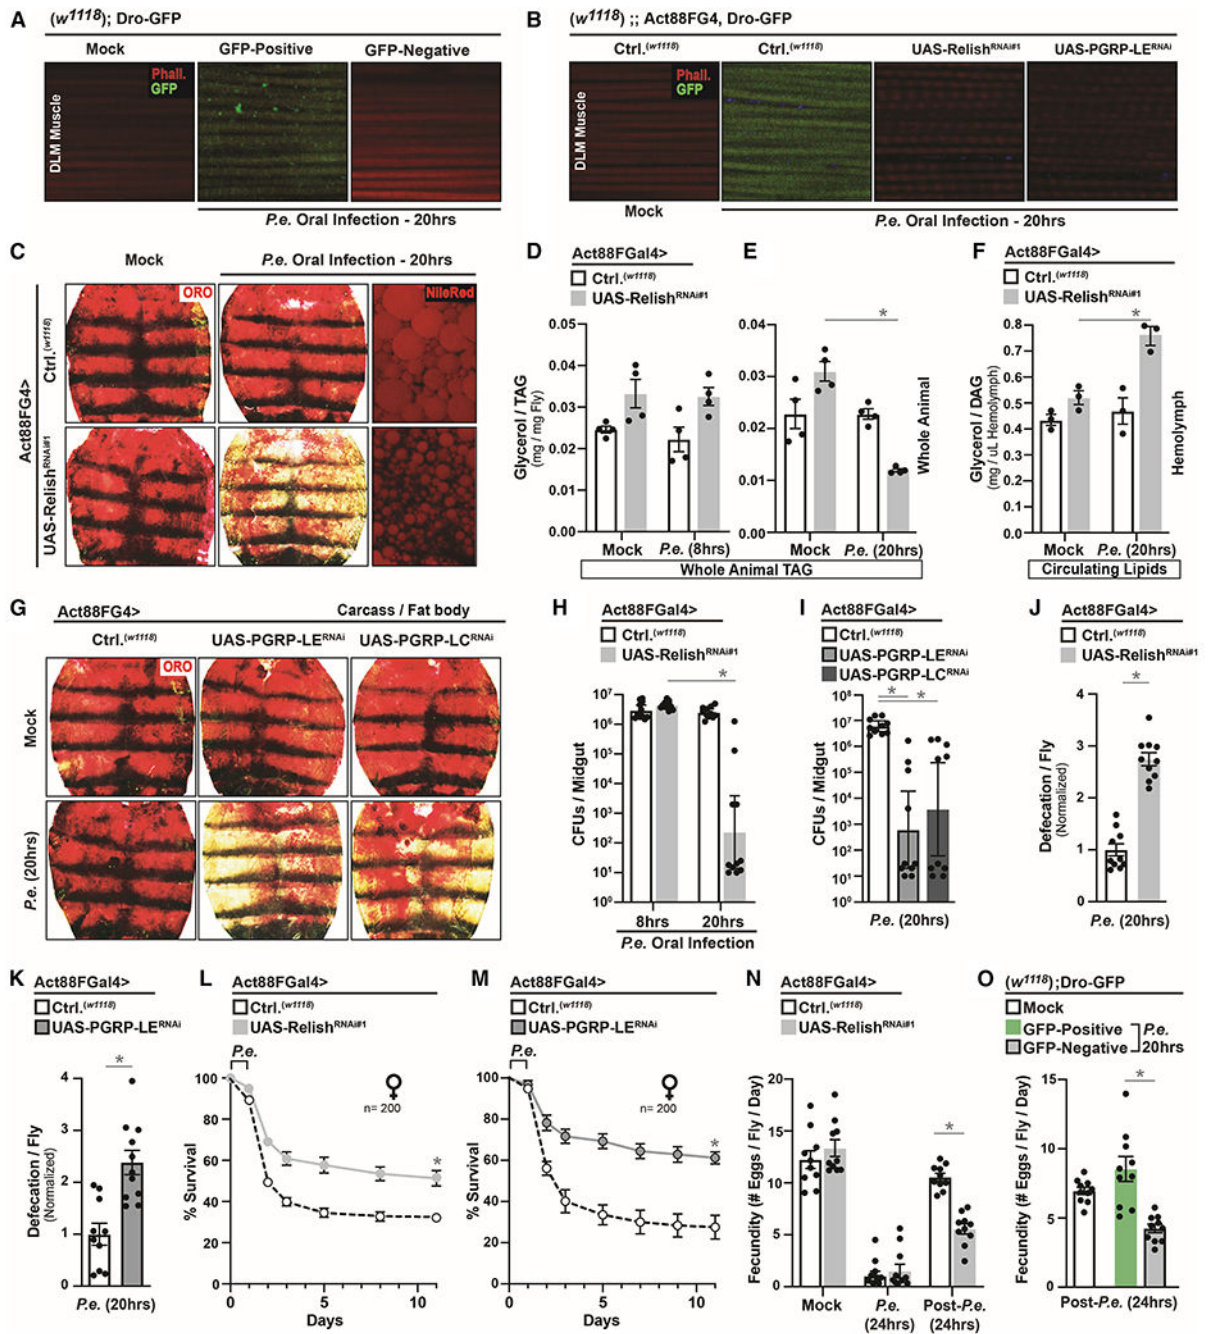 A
(w1118); Dro-GFP
Mock
GFP-Positive
GFP-Negative
Phall.
GFP
DLM Muscle
P.e. Oral Infection - 20hrs
B
(w1118) ;; Act88FG4, Dro-GFP
Ctrl.(w1118)
Ctrl.(w1118)
UAS-RelishRNAi#1
UAS-PGRP-LERNAi
Phall.
GFP
DLM Muscle
Mock
P.e. Oral Infection - 20hrs
C
Mock
P.e. Oral Infection - 20hrs
Act88FG4>
Ctrl.(w1118)
UAS-RelishRNAi#1
ORO
NileRed
D
Act88FGal4>
Ctrl.(w1118)
UAS-RelishRNAi#1
Glycerol / TAG
(mg / mg Fly)
0.05
0.04
0.03
0.02
0.01
0.00
Mock
P.e. (8hrs)
E
*
0.04
0.03
0.02
0.01
0.00
Mock
P.e. (20hrs)
Whole Animal
Whole Animal TAG
F
Act88FGal4>
Ctrl.(w1118)
UAS-RelishRNAi#1
*
Glycerol / DAG
(mg / uL Hemolymph)
0.8
0.7
0.6
0.5
0.4
0.3
0.2
0.1
0.0
Mock
P.e. (20hrs)
Hemolymph
Circulating Lipids
G
Act88FG4>
Carcass / Fat body
Ctrl.(w1118)
UAS-PGRP-LERNAi
UAS-PGRP-LCRNAi
ORO
Mock
P.e. (20hrs)
H
Act88FGal4>
Ctrl.(w1118)
UAS-RelishRNAi#1
*
CFUs / Midgut
10⁷
10⁶
10⁵
10⁴
10³
10²
10¹
10⁰
8hrs
20hrs
P.e. Oral Infection
I
Act88FGal4>
Ctrl.(w1118)
UAS-PGRP-LERNAi
UAS-PGRP-LCRNAi
* *
CFUs / Midgut
10⁸
10⁷
10⁶
10⁵
10⁴
10³
10²
10¹
10⁰
P.e. (20hrs)
J
Act88FGal4>
Ctrl.(w1118)
UAS-RelishRNAi#1
*
Defecation / Fly
(Normalized)
4
3
2
1
0
P.e. (20hrs)
K
Act88FGal4>
Ctrl.(w1118)
UAS-PGRP-LERNAi
*
Defecation / Fly
(Normalized)
4
3
2
1
0
P.e. (20hrs)
L
Act88FGal4>
Ctrl.(w1118)
UAS-RelishRNAi#1
P.e.
♀
n= 200
*
% Survival
100
80
60
40
20
0
0
5
10
Days
M
Act88FGal4>
Ctrl.(w1118)
UAS-PGRP-LERNAi
P.e.
♀
n= 200
*
% Survival
100
80
60
40
20
0
0
5
10
Days
N
Act88FGal4>
Ctrl.(w1118)
UAS-RelishRNAi#1
*
Fecundity (# Eggs / Fly / Day)
20
15
10
5
0
Mock
P.e.
(24hrs)
Post-P.e.
(24hrs)
O
(w1118);Dro-GFP
Mock
GFP-Positive
GFP-Negative
P.e.
20hrs
*
Fecundity (# Eggs / Fly / Day)
15
10
5
0
Post-P.e. (24hrs)